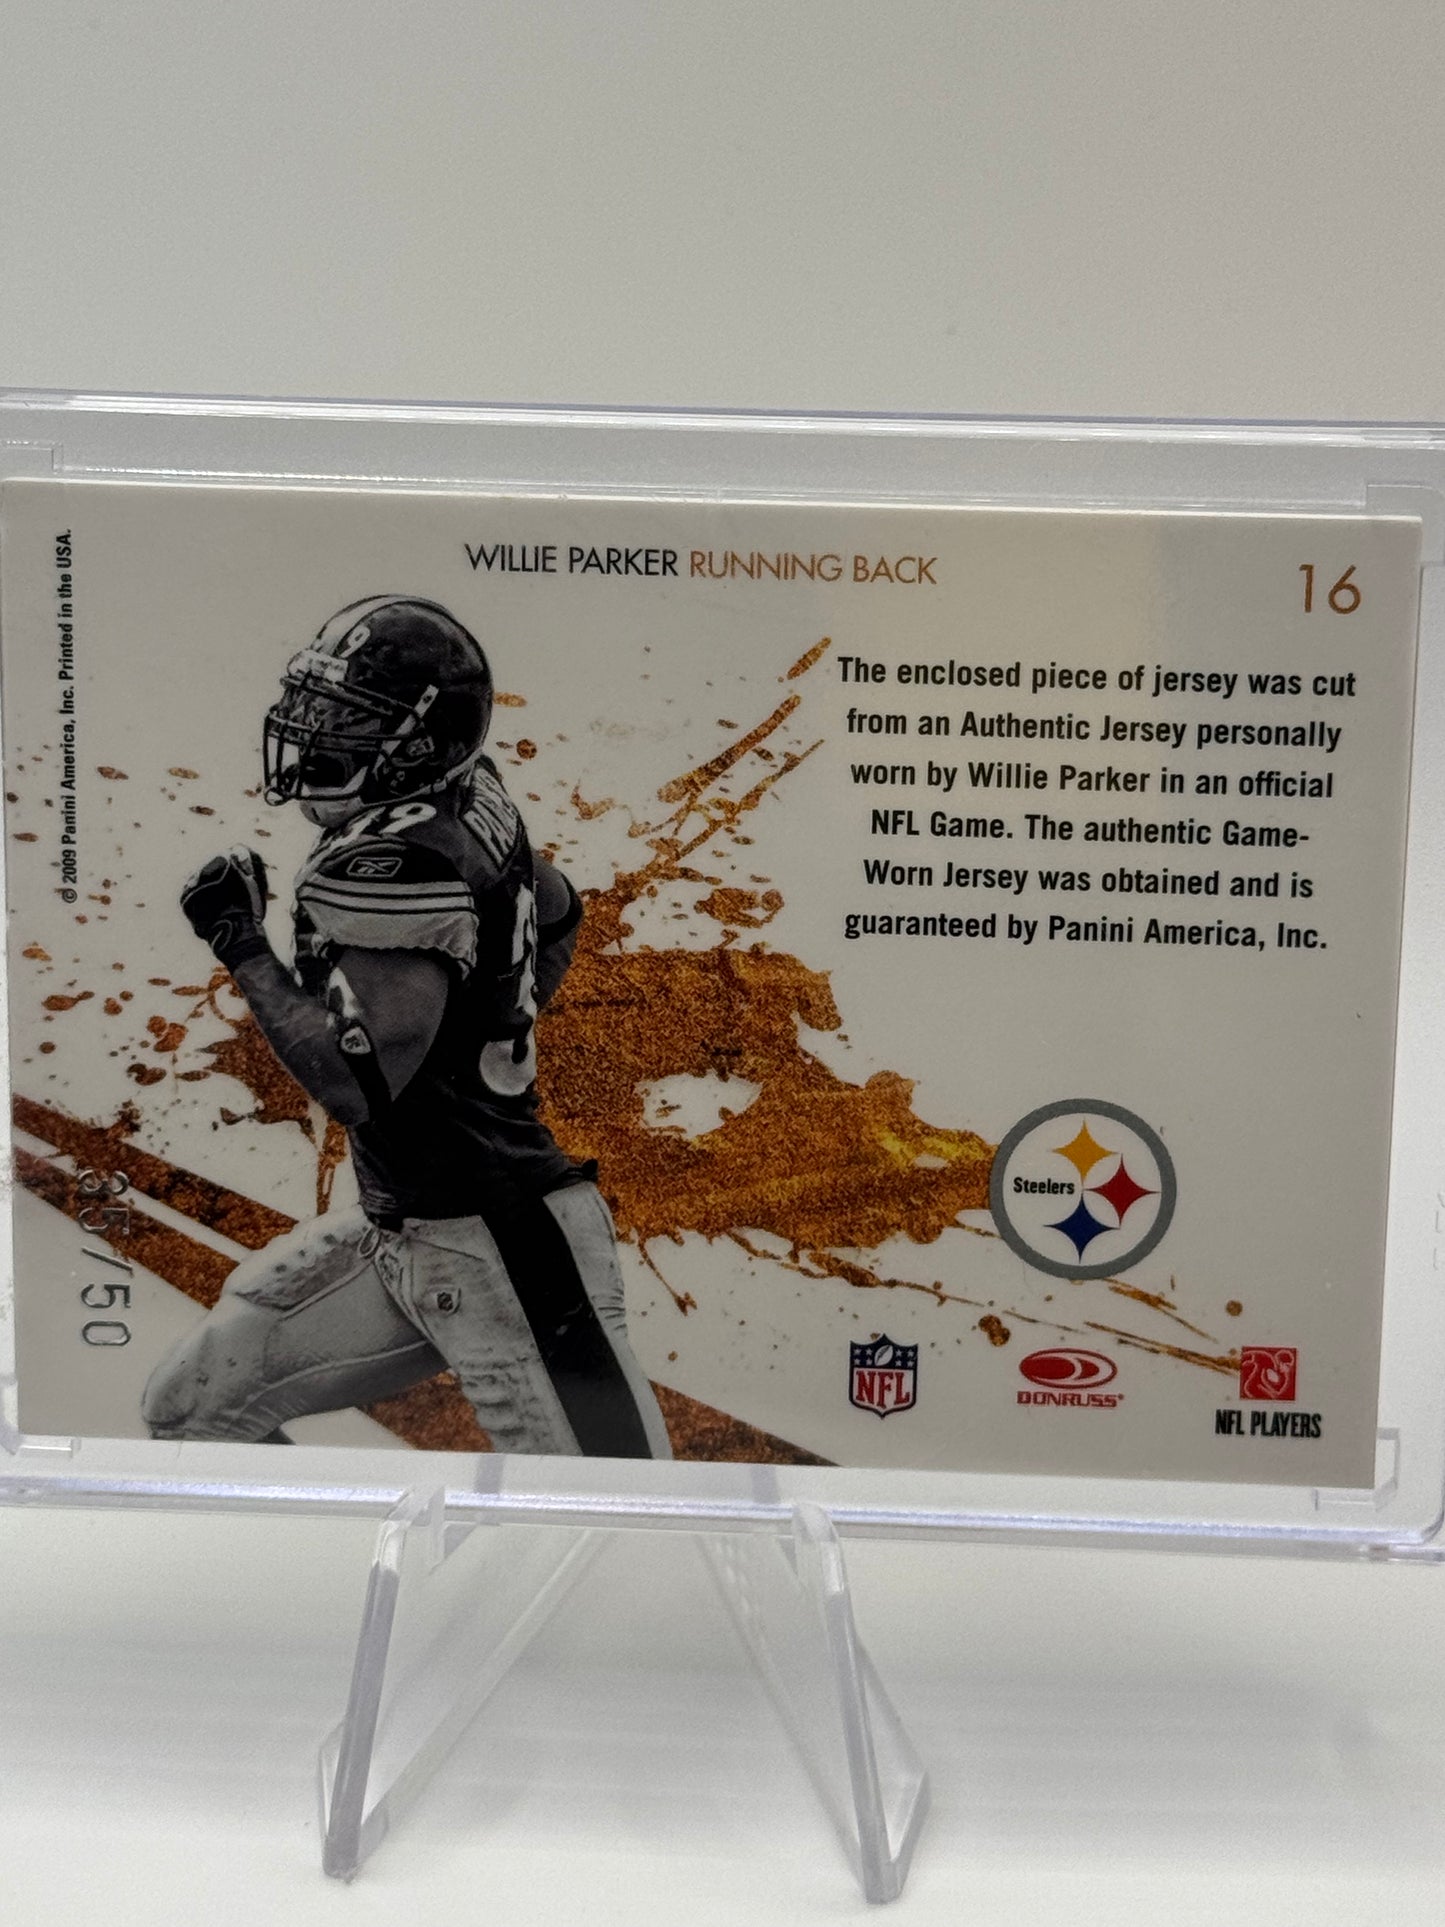 WILLIE PARKER RUNNING BACK
16
© 2009 Panini America, Inc. Printed in the USA.
The enclosed piece of jersey was cut
from an Authentic Jersey personally
worn by Willie Parker in an official
NFL Game. The authentic Game-
Worn Jersey was obtained and is
guaranteed by Panini America, Inc.
9
39
35/50
Steelers
NFL
DONRUSS®
NFL PLAYERS